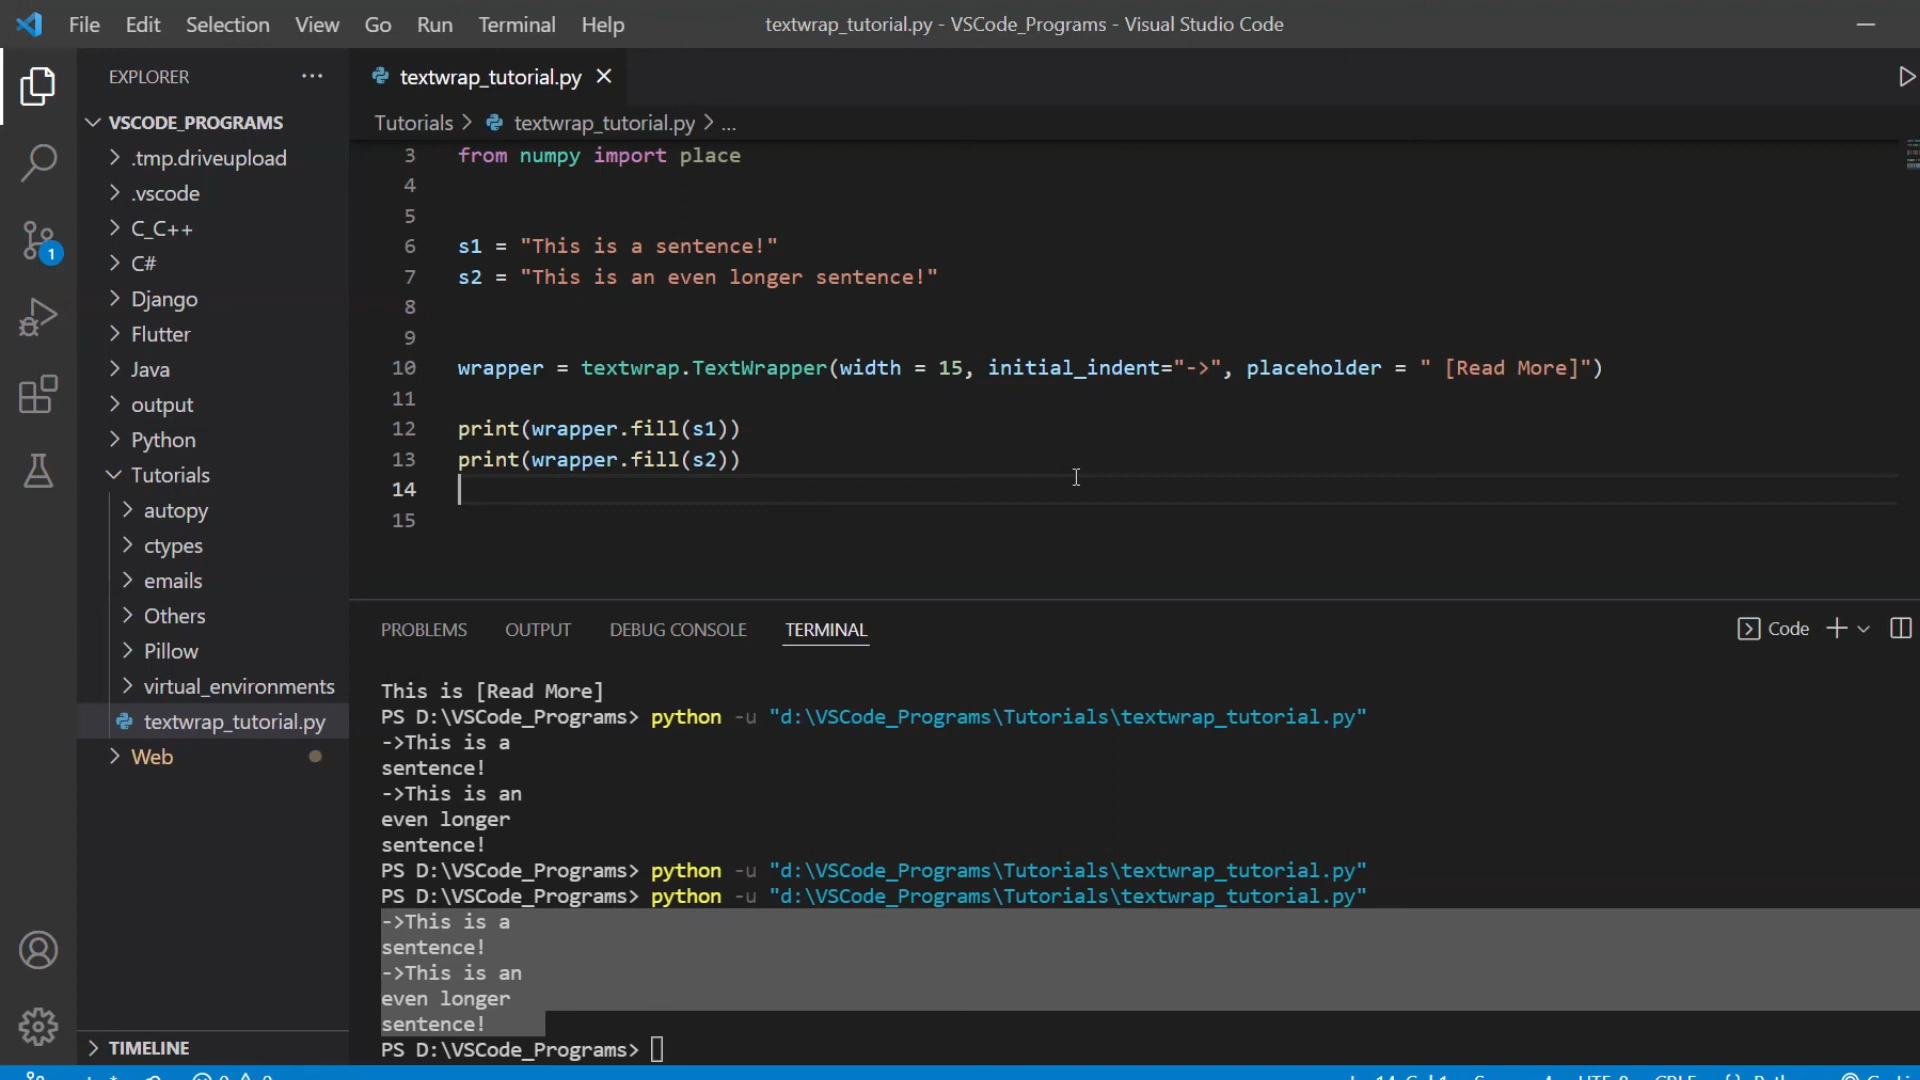 File Edit Selection View Go Run Terminal Help
textwrap_tutorial.py - VSCode_Programs - Visual Studio Code
EXPLORER
VSCODE_PROGRAMS
.tmp.driveupload
.vscode
C_C++
C#
Django
Flutter
Java
output
Python
Tutorials
autopy
ctypes
emails
Others
Pillow
virtual_environments
textwrap_tutorial.py
Web
TIMELINE
1
textwrap_tutorial.py
Tutorials > textwrap_tutorial.py > ...
3 from numpy import place
4
5
6 s1 = "This is a sentence!"
7 s2 = "This is an even longer sentence!"
8
9
10 wrapper = textwrap.TextWrapper(width = 15, initial_indent="->", placeholder = " [Read More]")
11
12 print(wrapper.fill(s1))
13 print(wrapper.fill(s2))
14
15
PROBLEMS OUTPUT DEBUG CONSOLE TERMINAL
Code
This is [Read More]
PS D:\VSCode_Programs> python -u "d:\VSCode_Programs\Tutorials\textwrap_tutorial.py"
->This is a
sentence!
->This is an
even longer
sentence!
PS D:\VSCode_Programs> python -u "d:\VSCode_Programs\Tutorials\textwrap_tutorial.py"
PS D:\VSCode_Programs> python -u "d:\VSCode_Programs\Tutorials\textwrap_tutorial.py"
->This is a
sentence!
->This is an
even longer
sentence!
PS D:\VSCode_Programs>